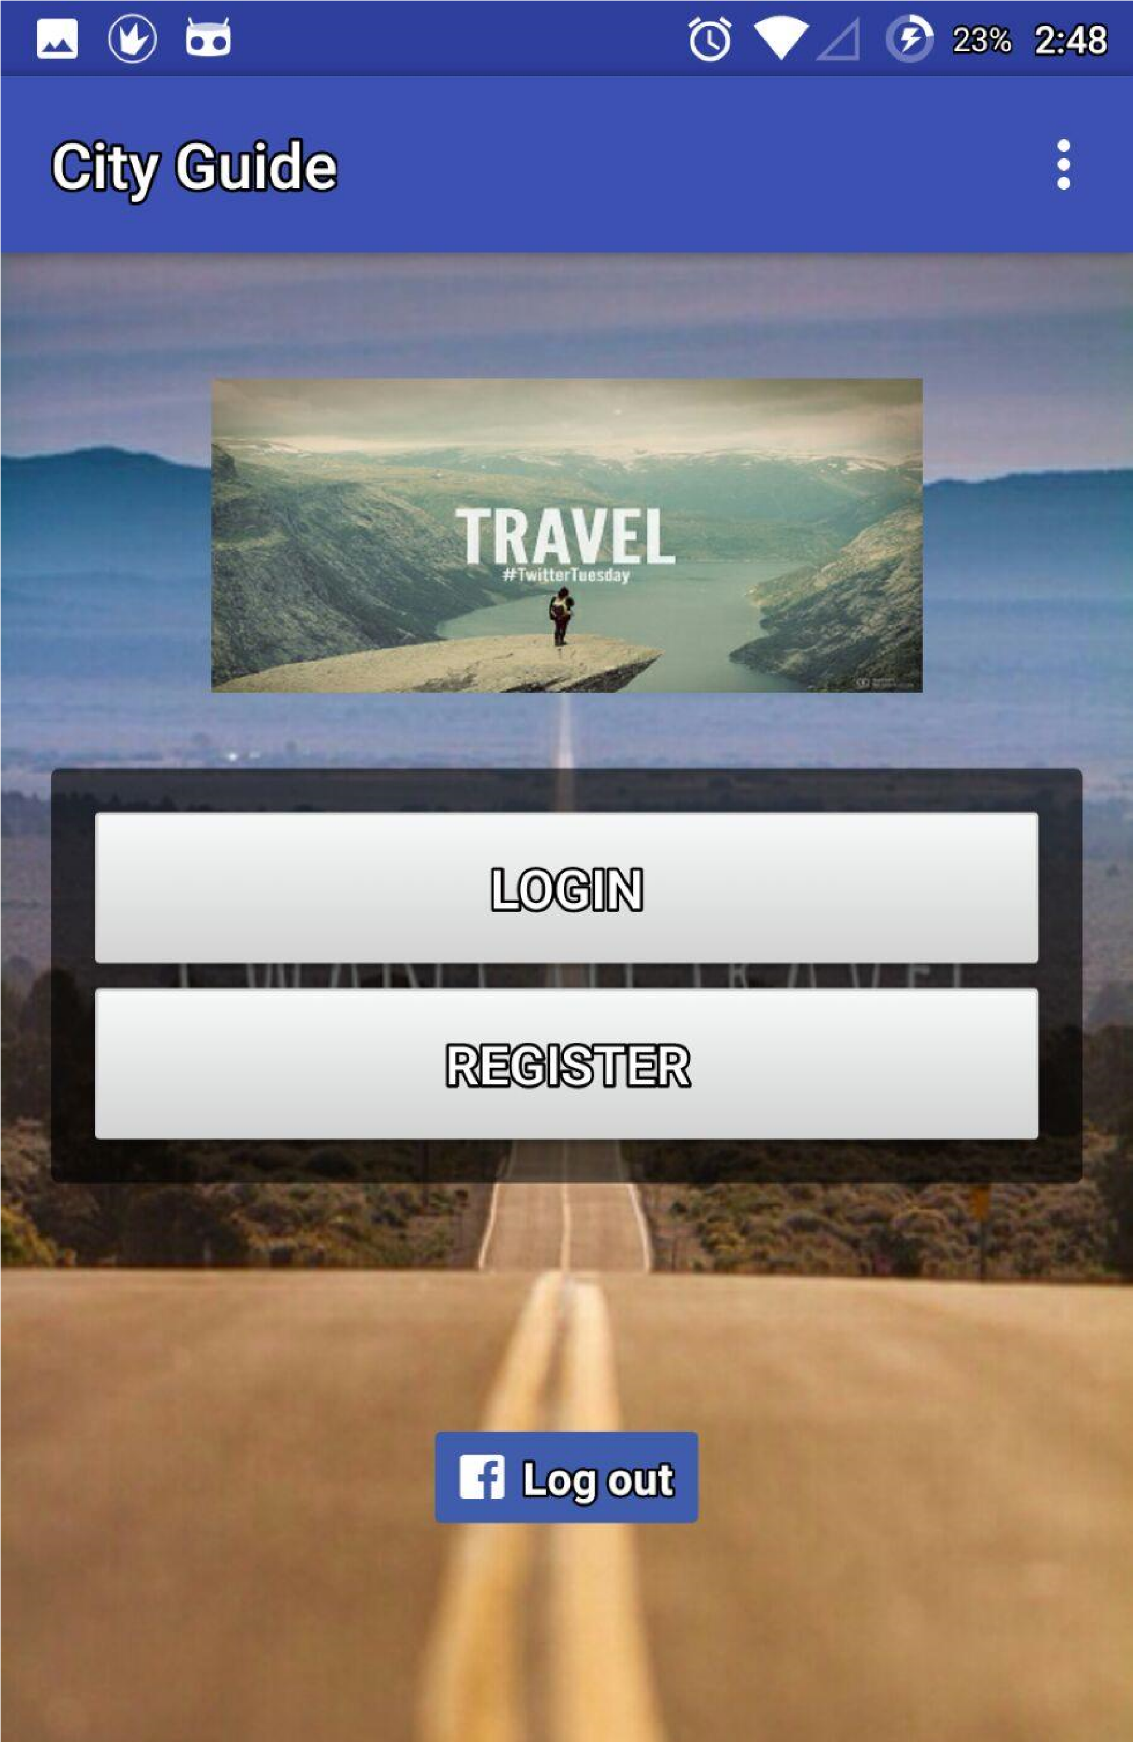 23% 2:48
City Guide
TRAVEL
#TwitterTuesday
LOGIN
REGISTER
Log out